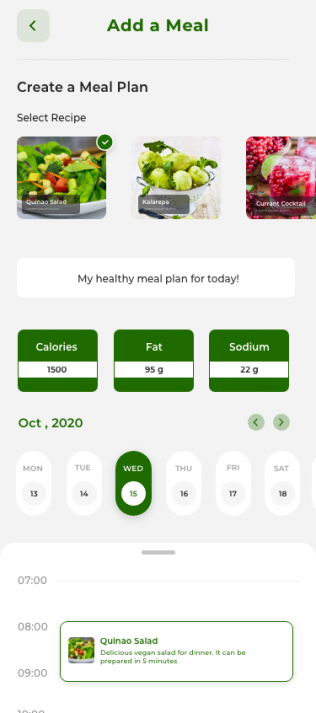 Add a Meal
Create a Meal Plan
Select Recipe
Quinao Salad
Kalarepa
Currant Cocktail
My healthy meal plan for today!
Calories Fat Sodium
1500 95 g 22 g
Oct , 2020
MON TUE WED THU FRI SAT
13 14 15 16 17 18
07:00
08:00
Quinao Salad
Delicious vegan salad for dinner. It can be
prepared in 5 minutes
09:00